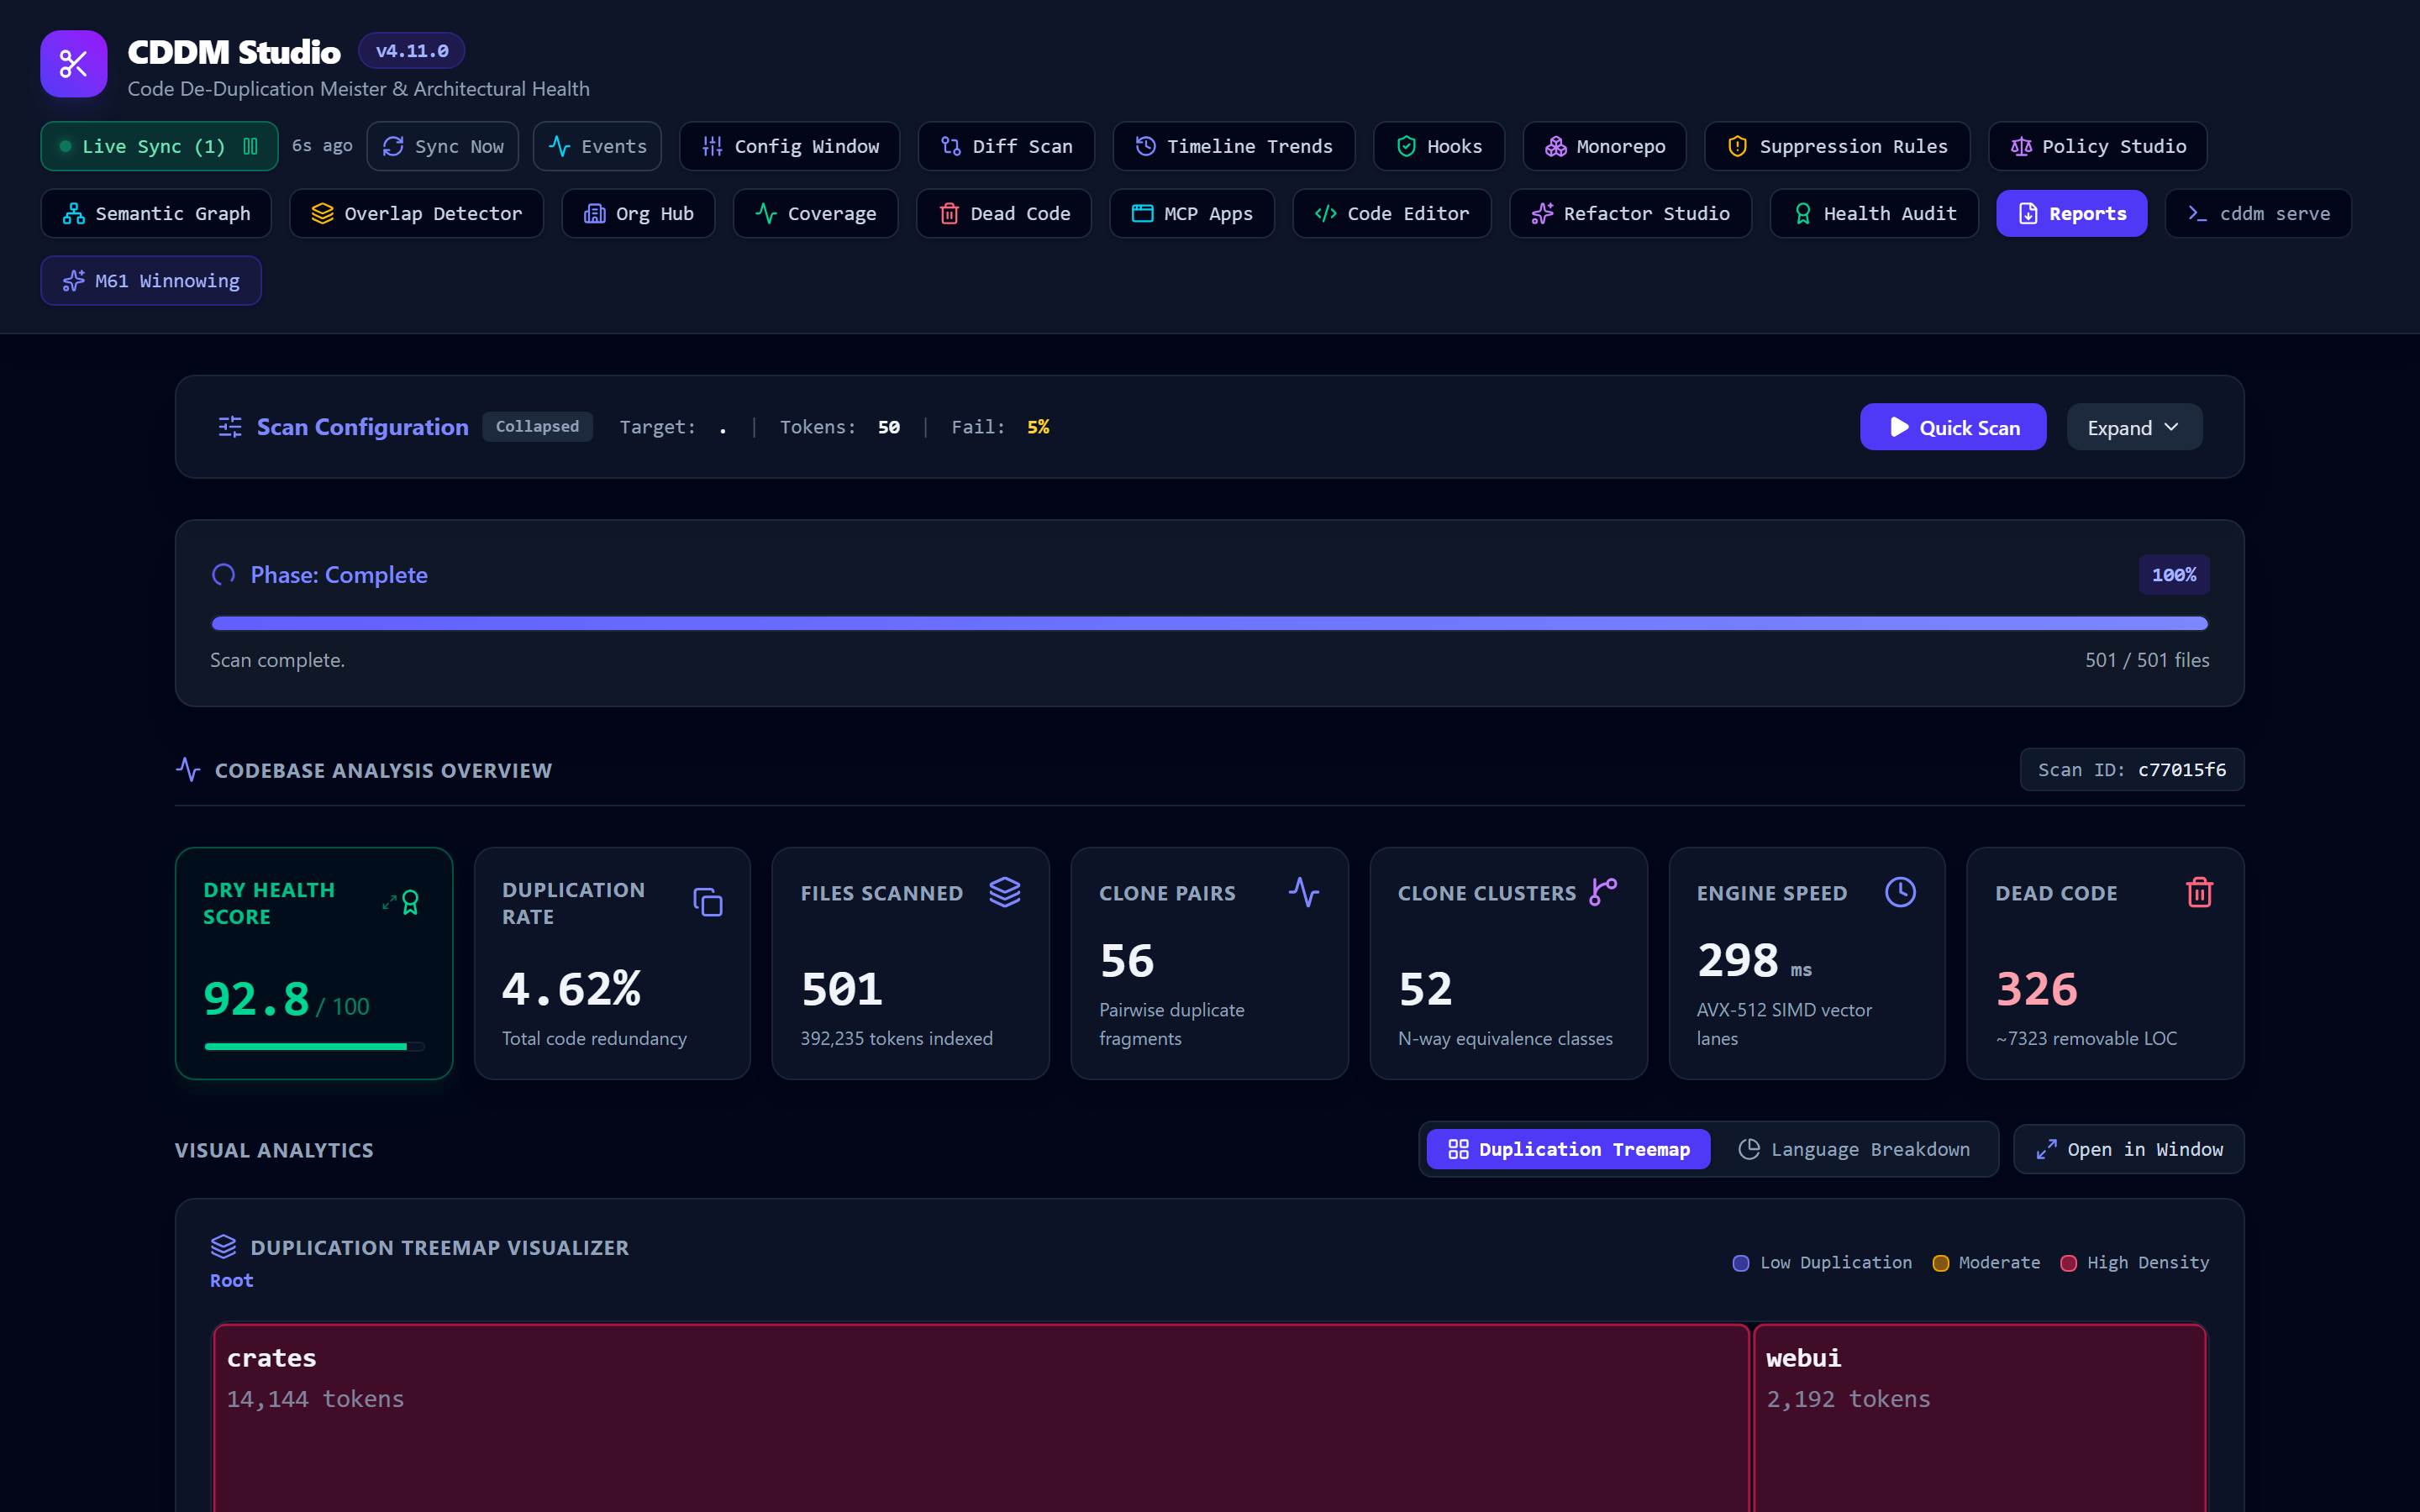 CDDM Studio v4.11.0
Code De-Duplication Meister & Architectural Health
Live Sync (1) 6s ago Sync Now Events Config Window Diff Scan Timeline Trends Hooks Monorepo Suppression Rules Policy Studio
Semantic Graph Overlap Detector Org Hub Coverage Dead Code MCP Apps Code Editor Refactor Studio Health Audit Reports cddm serve
M61 Winnowing
Scan Configuration Collapsed Target: . | Tokens: 50 | Fail: 5% Quick Scan Expand
Phase: Complete 100%
Scan complete. 501 / 501 files
CODEBASE ANALYSIS OVERVIEW Scan ID: c77015f6
DRY HEALTH SCORE
92.8 / 100
DUPLICATION RATE
4.62%
Total code redundancy
FILES SCANNED
501
392,235 tokens indexed
CLONE PAIRS
56
Pairwise duplicate
fragments
CLONE CLUSTERS
52
N-way equivalence classes
ENGINE SPEED
298 ms
AVX-512 SIMD vector
lanes
DEAD CODE
326
~7323 removable LOC
VISUAL ANALYTICS Duplication Treemap Language Breakdown Open in Window
DUPLICATION TREEMAP VISUALIZER
Root
Low Duplication Moderate High Density
crates
14,144 tokens
webui
2,192 tokens